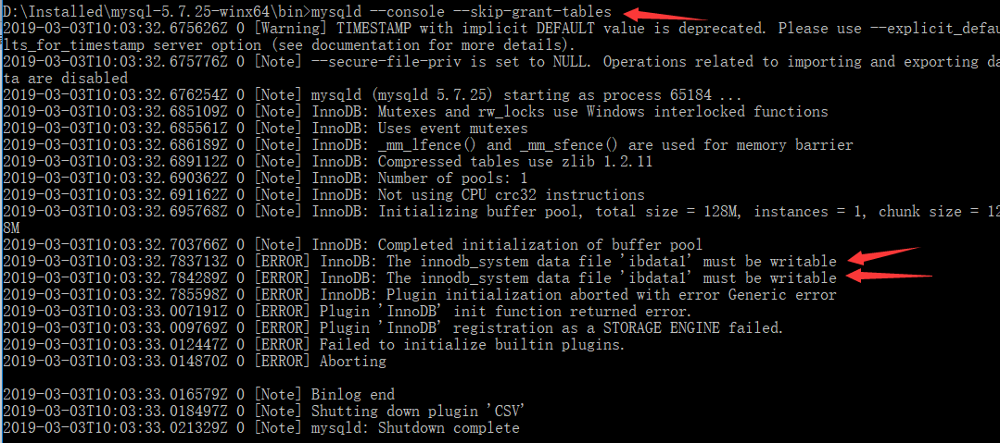 D:\Installed\mysql-5.7.25-winx64\bin>mysqld --console --skip-grant-tables
2019-03-03T10:03:32.675626Z 0 [Warning] TIMESTAMP with implicit DEFAULT value is deprecated. Please use --explicit_defau
lts_for_timestamp server option (see documentation for more details).
2019-03-03T10:03:32.675776Z 0 [Note] --secure-file-priv is set to NULL. Operations related to importing and exporting da
ta are disabled
2019-03-03T10:03:32.676254Z 0 [Note] mysqld (mysqld 5.7.25) starting as process 65184 ...
2019-03-03T10:03:32.685109Z 0 [Note] InnoDB: Mutexes and rw_locks use Windows interlocked functions
2019-03-03T10:03:32.685561Z 0 [Note] InnoDB: Uses event mutexes
2019-03-03T10:03:32.686189Z 0 [Note] InnoDB: _mm_lfence() and _mm_sfence() are used for memory barrier
2019-03-03T10:03:32.689112Z 0 [Note] InnoDB: Compressed tables use zlib 1.2.11
2019-03-03T10:03:32.690362Z 0 [Note] InnoDB: Number of pools: 1
2019-03-03T10:03:32.691162Z 0 [Note] InnoDB: Not using CPU crc32 instructions
2019-03-03T10:03:32.695768Z 0 [Note] InnoDB: Initializing buffer pool, total size = 128M, instances = 1, chunk size = 12
8M
2019-03-03T10:03:32.703766Z 0 [Note] InnoDB: Completed initialization of buffer pool
2019-03-03T10:03:32.783713Z 0 [ERROR] InnoDB: The innodb_system data file 'ibdata1' must be writable
2019-03-03T10:03:32.784289Z 0 [ERROR] InnoDB: The innodb_system data file 'ibdata1' must be writable
2019-03-03T10:03:32.785598Z 0 [ERROR] InnoDB: Plugin initialization aborted with error Generic error
2019-03-03T10:03:33.007191Z 0 [ERROR] Plugin 'InnoDB' init function returned error.
2019-03-03T10:03:33.009769Z 0 [ERROR] Plugin 'InnoDB' registration as a STORAGE ENGINE failed.
2019-03-03T10:03:33.012447Z 0 [ERROR] Failed to initialize builtin plugins.
2019-03-03T10:03:33.014870Z 0 [ERROR] Aborting
2019-03-03T10:03:33.016579Z 0 [Note] Binlog end
2019-03-03T10:03:33.018497Z 0 [Note] Shutting down plugin 'CSV'
2019-03-03T10:03:33.021329Z 0 [Note] mysqld: Shutdown complete